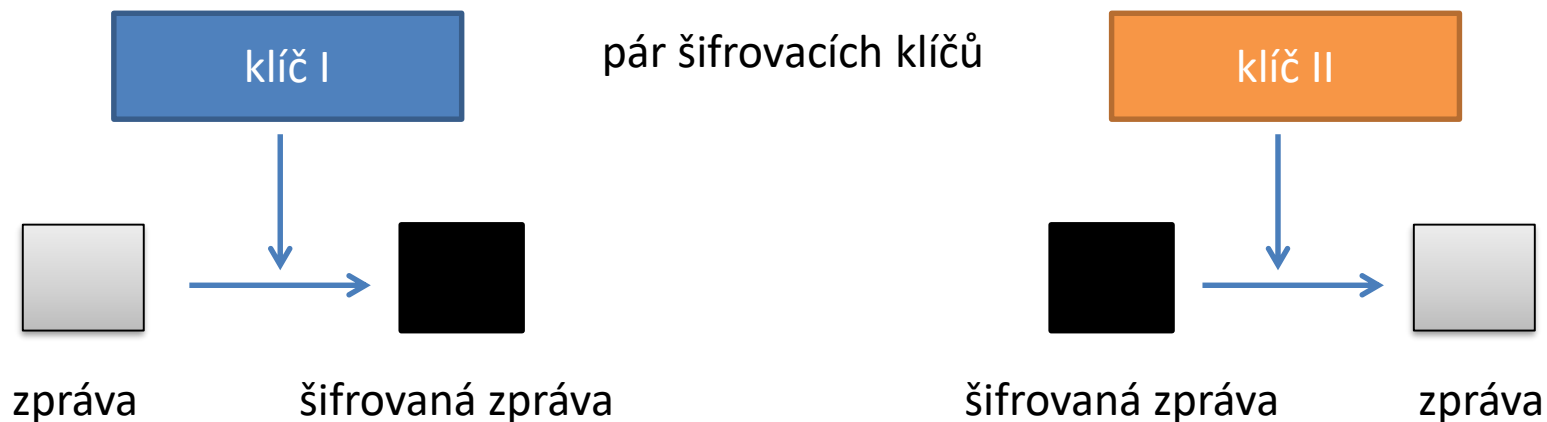 klíč I
pár šifrovacích klíčů
klíč II
zpráva
šifrovaná zpráva
šifrovaná zpráva
zpráva